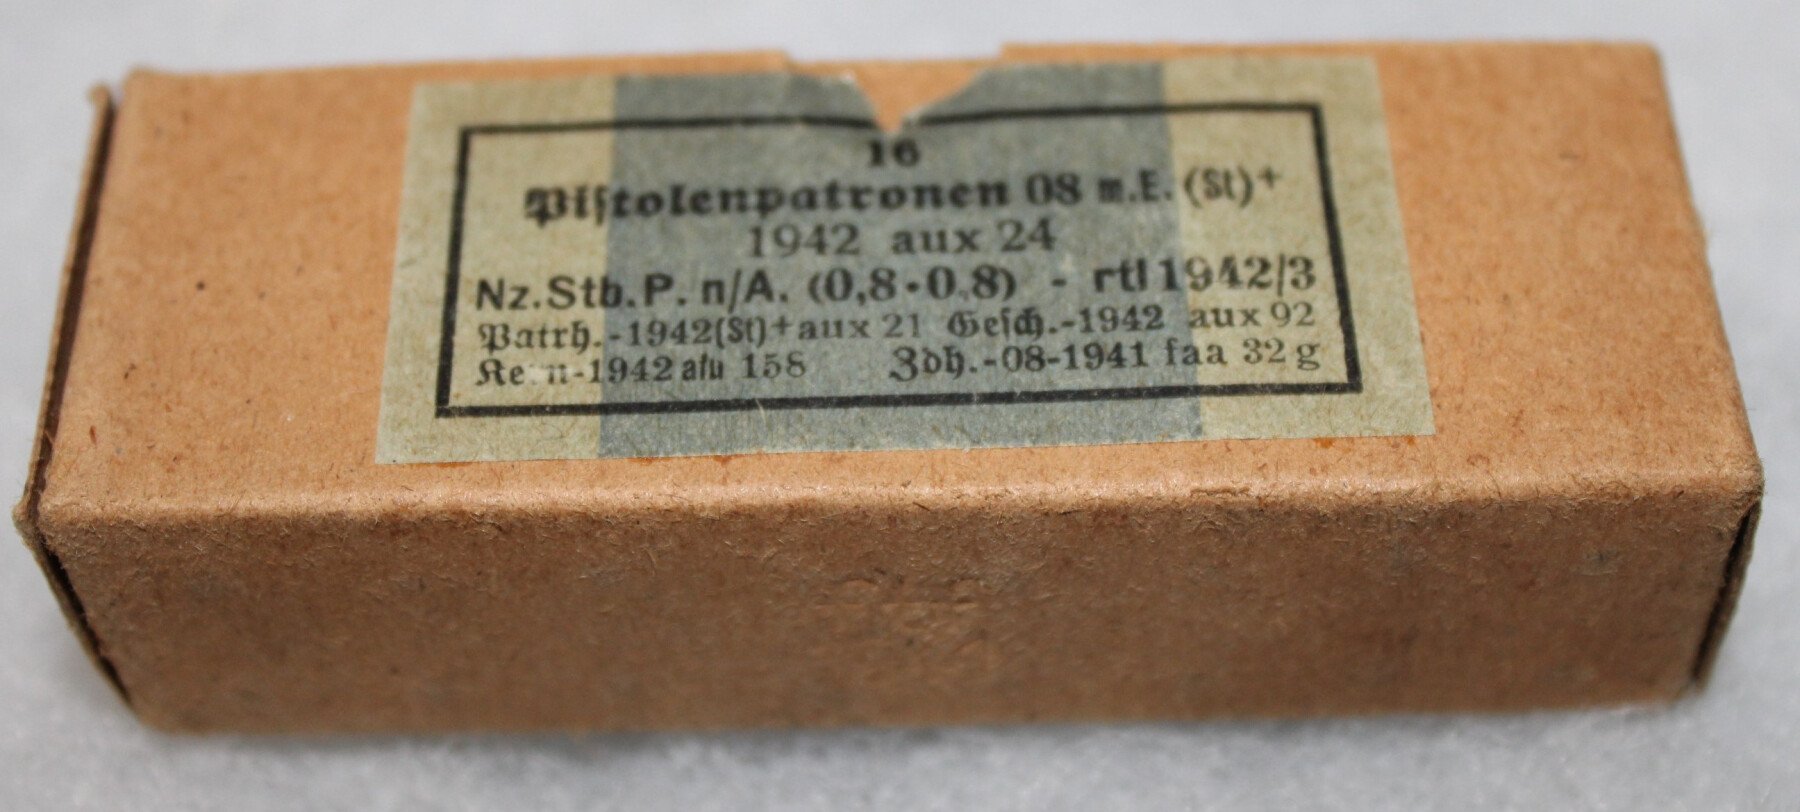 16
Pistolenpatronen 08 m.E. (St)+
1942 aux 24
Nz.Stb.P. n/A. (0,8·0,8) - rtl 1942/3
Patrh.-1942(St)+aux 21 Gesch.-1942 aux 92
Kern-1942 afu 158 Zdh.-08-1941 faa 32 g